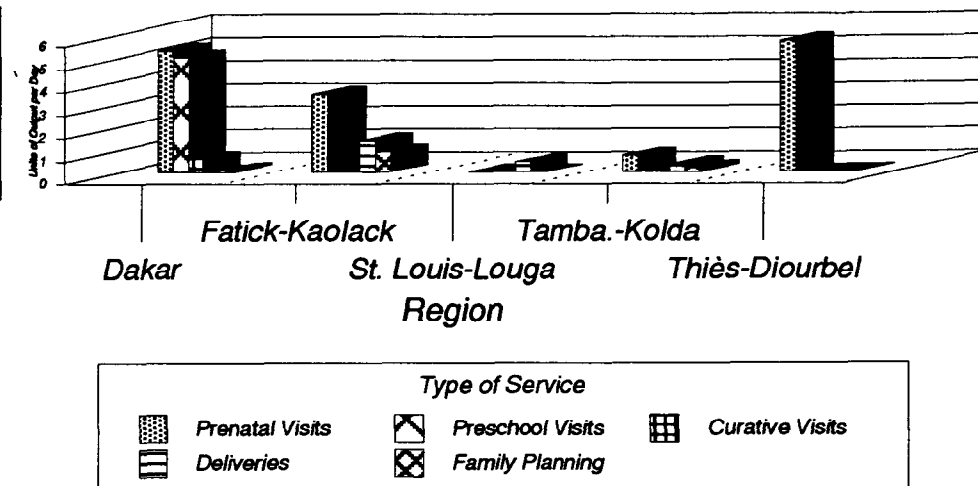 Units of Output per Day
6
5
4
3
2
1
0
Fatick-Kaolack Tamba.-Kolda
Dakar St. Louis-Louga Thiès-Diourbel
Region
Type of Service
Prenatal Visits Preschool Visits Curative Visits
Deliveries Family Planning